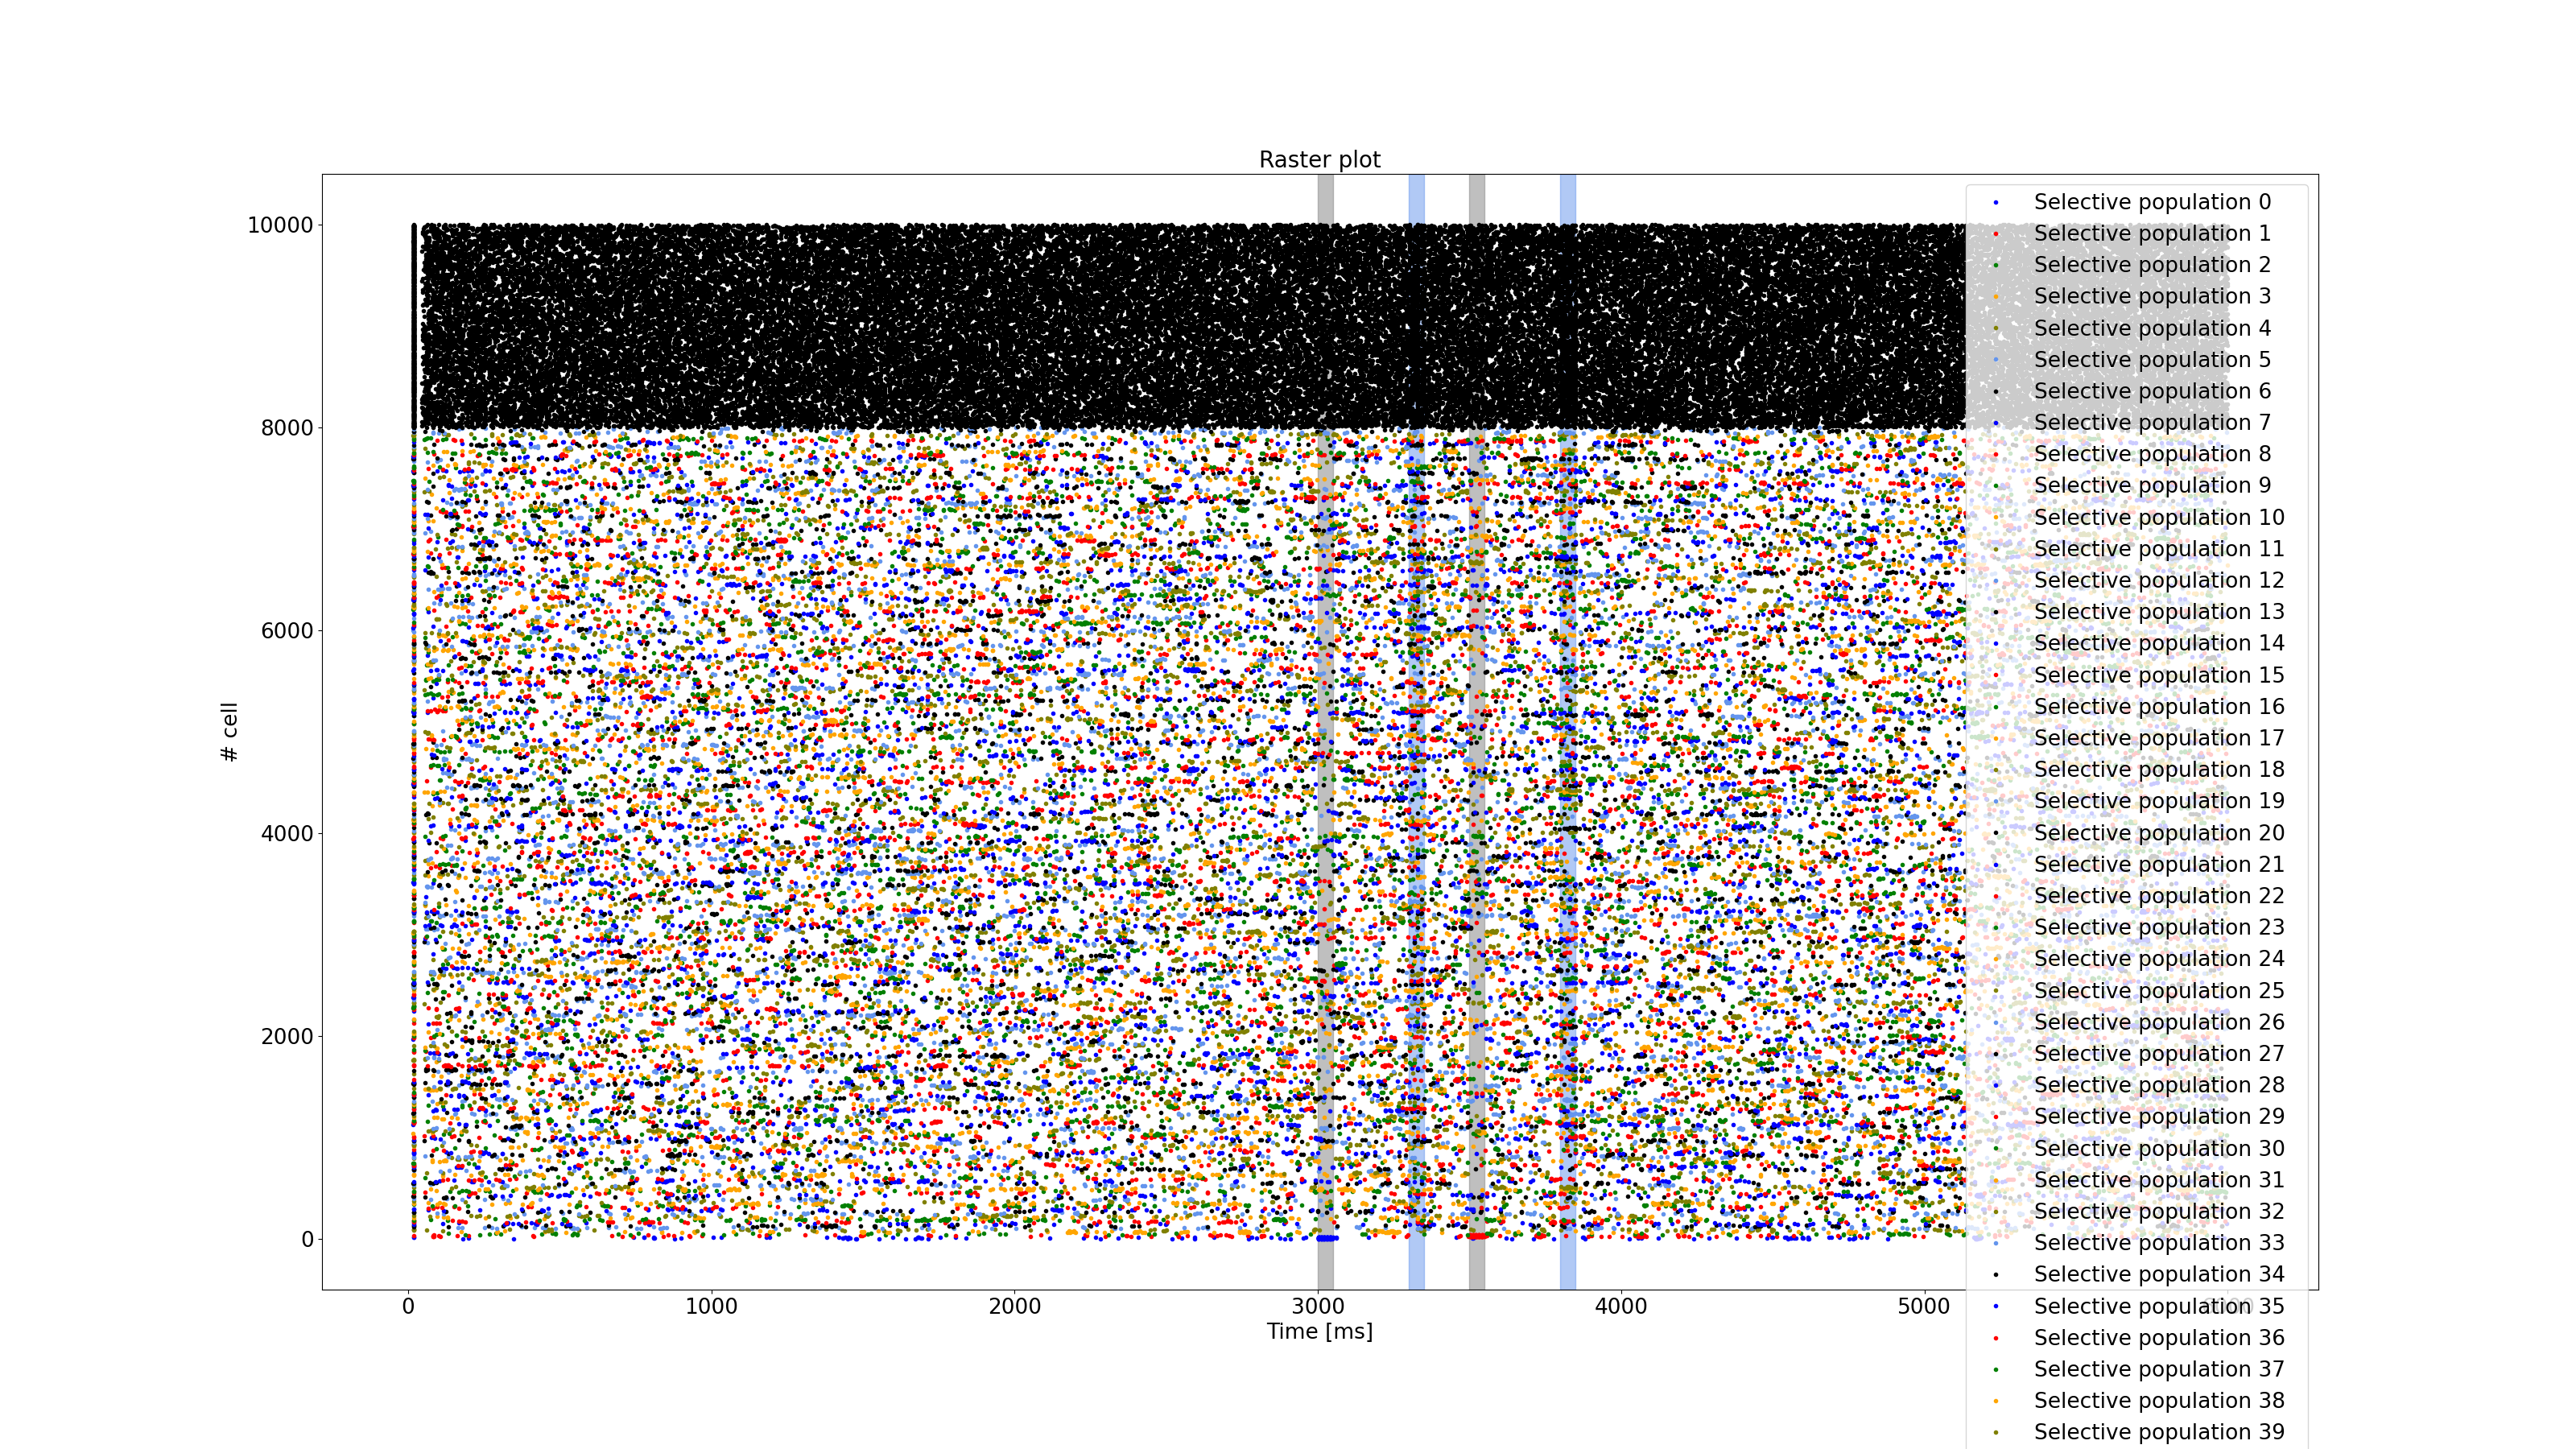 Raster plot
10000
8000
6000
4000
2000
0
# cell
0
1000
2000
3000
4000
5000
6000
Time [ms]
Selective population 0
Selective population 1
Selective population 2
Selective population 3
Selective population 4
Selective population 5
Selective population 6
Selective population 7
Selective population 8
Selective population 9
Selective population 10
Selective population 11
Selective population 12
Selective population 13
Selective population 14
Selective population 15
Selective population 16
Selective population 17
Selective population 18
Selective population 19
Selective population 20
Selective population 21
Selective population 22
Selective population 23
Selective population 24
Selective population 25
Selective population 26
Selective population 27
Selective population 28
Selective population 29
Selective population 30
Selective population 31
Selective population 32
Selective population 33
Selective population 34
Selective population 35
Selective population 36
Selective population 37
Selective population 38
Selective population 39